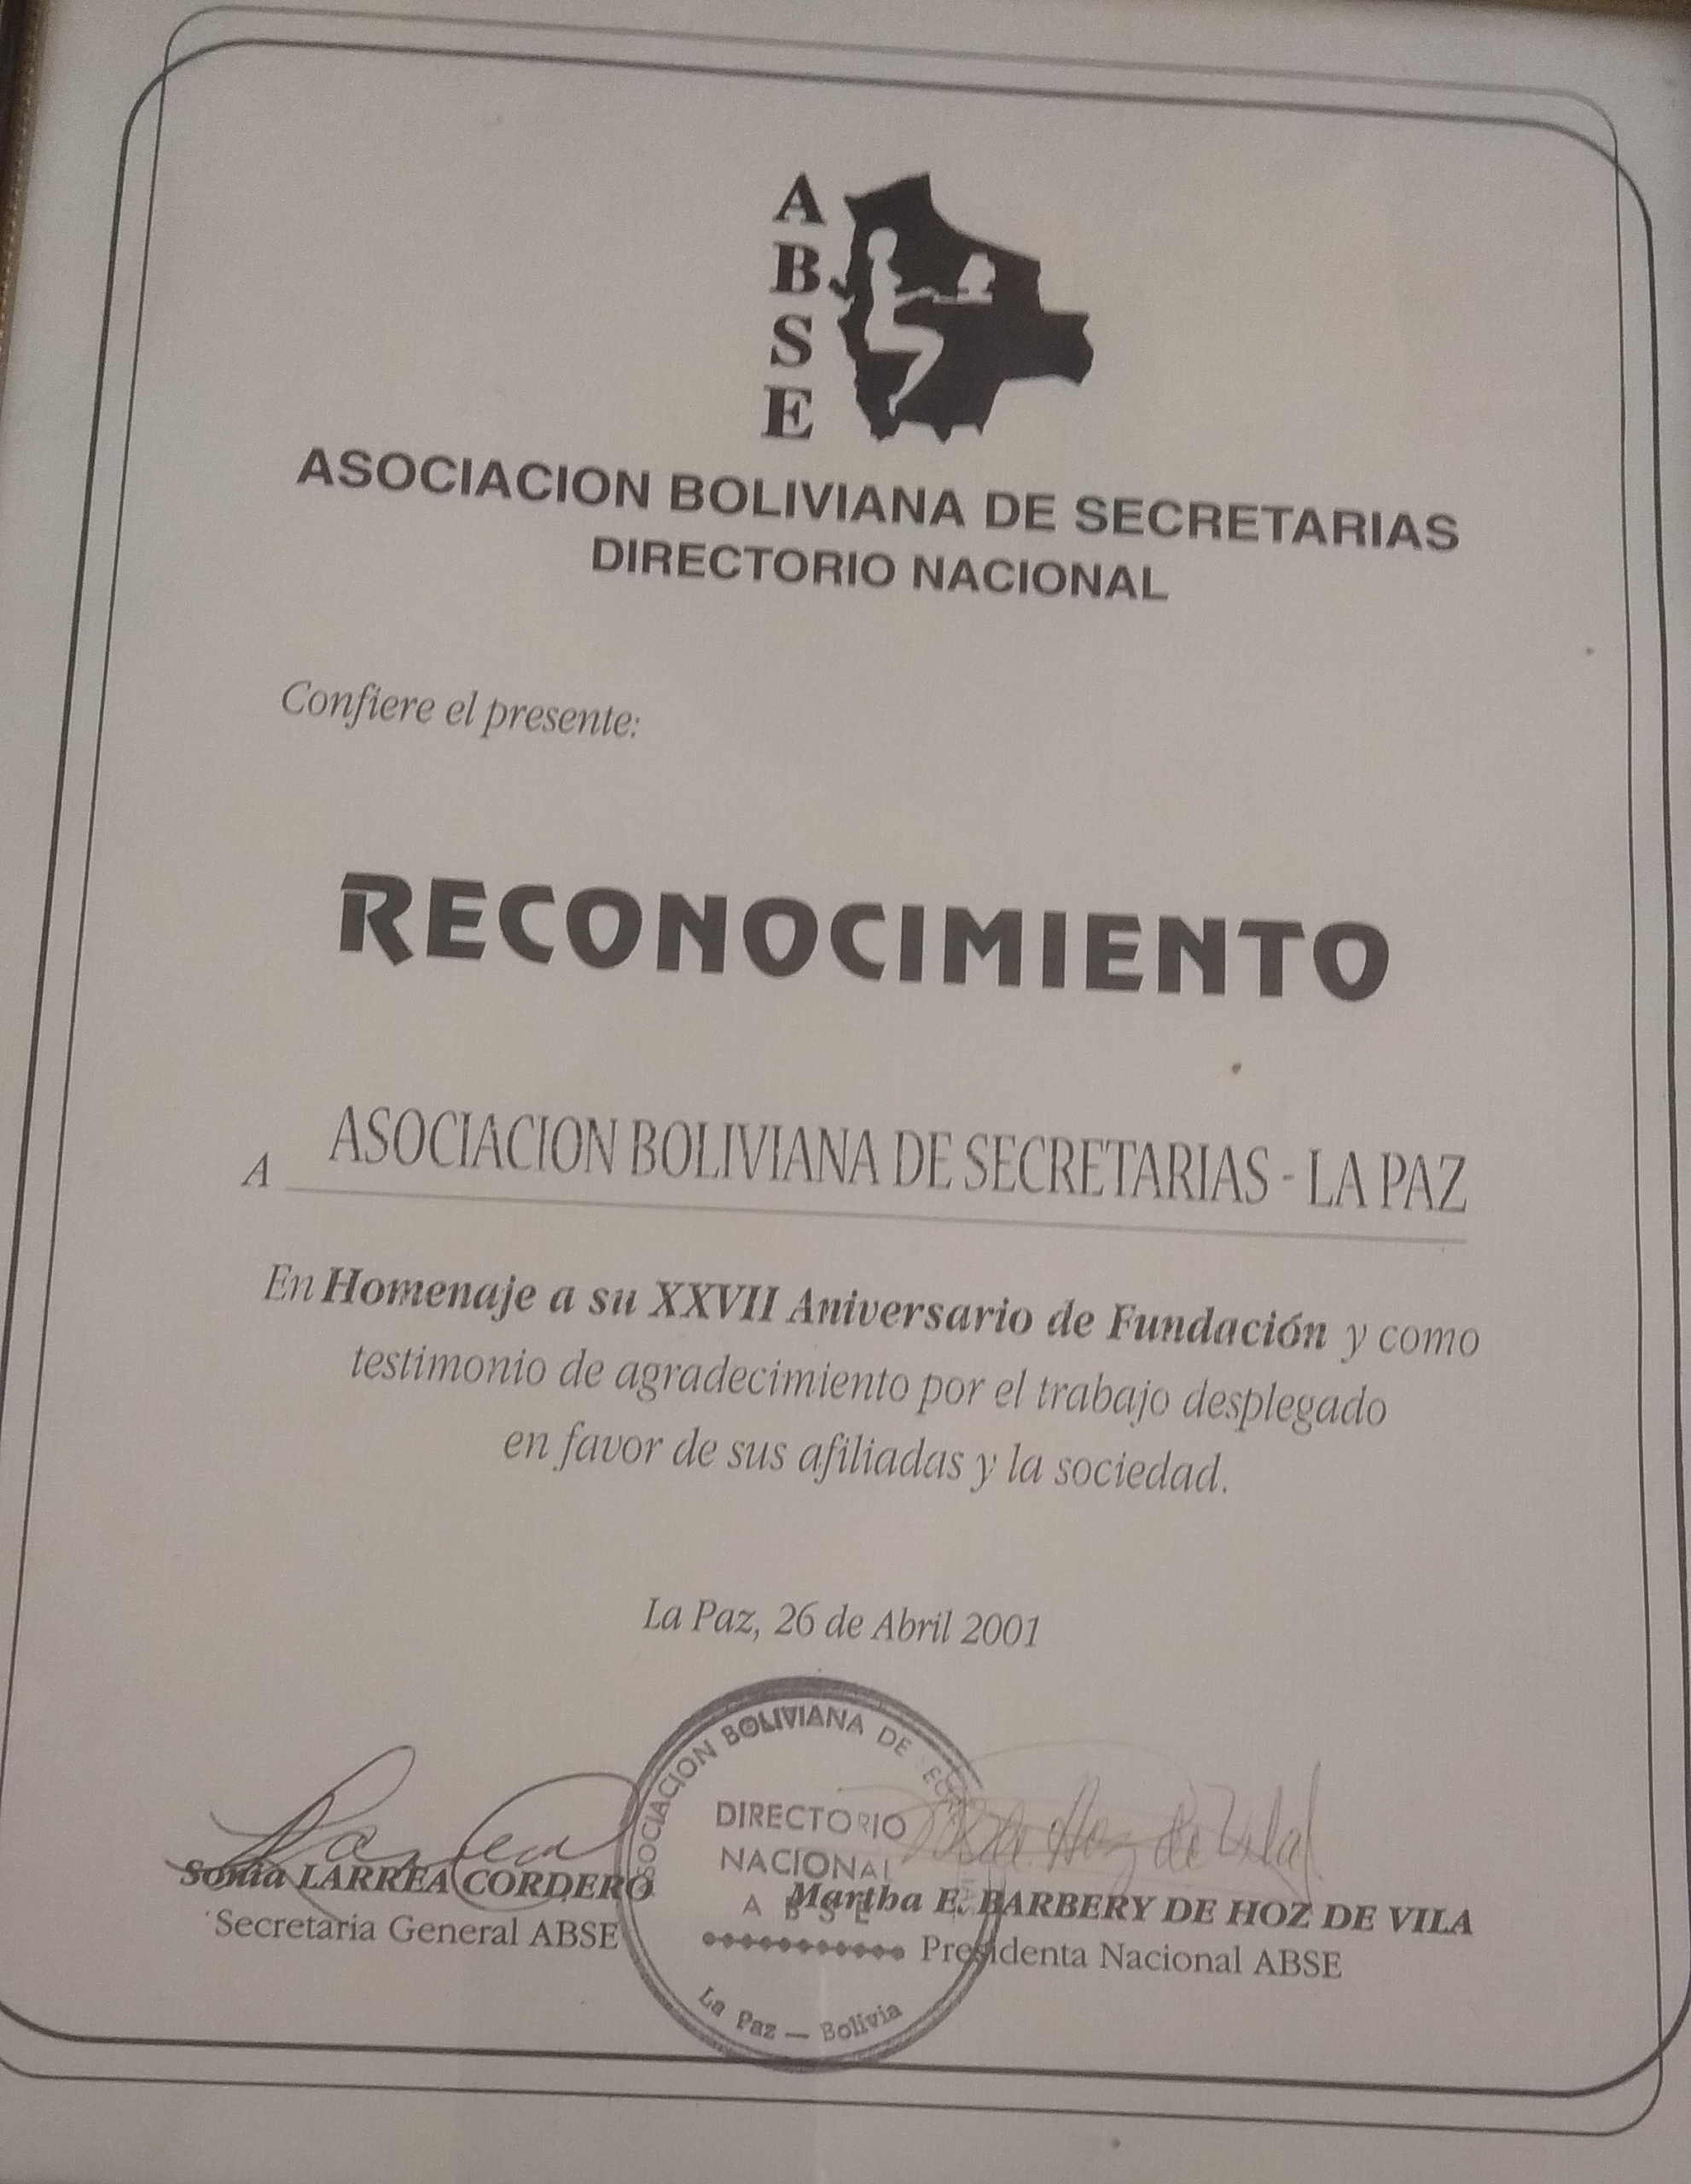 A
B
S
E
ASOCIACION BOLIVIANA DE SECRETARIAS
DIRECTORIO NACIONAL
Confiere el presente:
RECONOCIMIENTO
A ASOCIACION BOLIVIANA DE SECRETARIAS - LA PAZ
En Homenaje a su XXVII Aniversario de Fundación y como
testimonio de agradecimiento por el trabajo desplegado
en favor de sus afiliadas y la sociedad.
La Paz, 26 de Abril 2001
ASOCIACION BOLIVIANA DE
DIRECTORIO
NACIONAL
A B S E
La Paz — Bolivia
Sonia LARREA CORDERO
Secretaria General ABSE
Martha E. BARBERY DE HOZ DE VILA
Presidenta Nacional ABSE